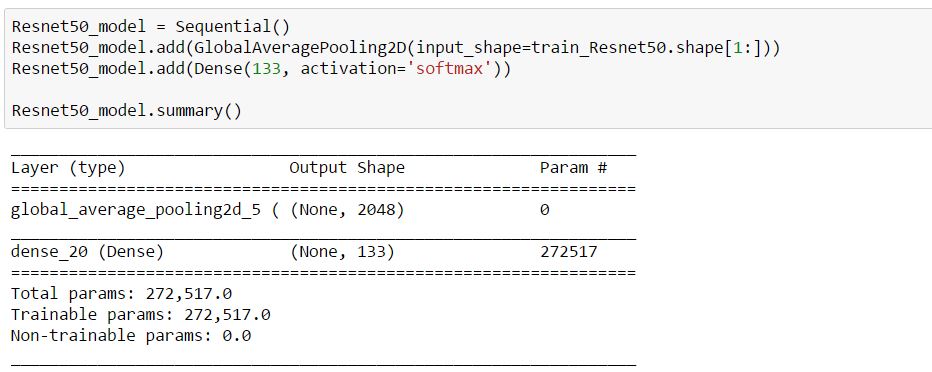 Resnet50_model = Sequential()
Resnet50_model.add(GlobalAveragePooling2D(input_shape=train_Resnet50.shape[1:]))
Resnet50_model.add(Dense(133, activation='softmax'))
Resnet50_model.summary()
_________________________________________________________________
Layer (type)                 Output Shape              Param #
=================================================================
global_average_pooling2d_5 ( (None, 2048)              0
_________________________________________________________________
dense_20 (Dense)             (None, 133)               272517
=================================================================
Total params: 272,517.0
Trainable params: 272,517.0
Non-trainable params: 0.0
_________________________________________________________________